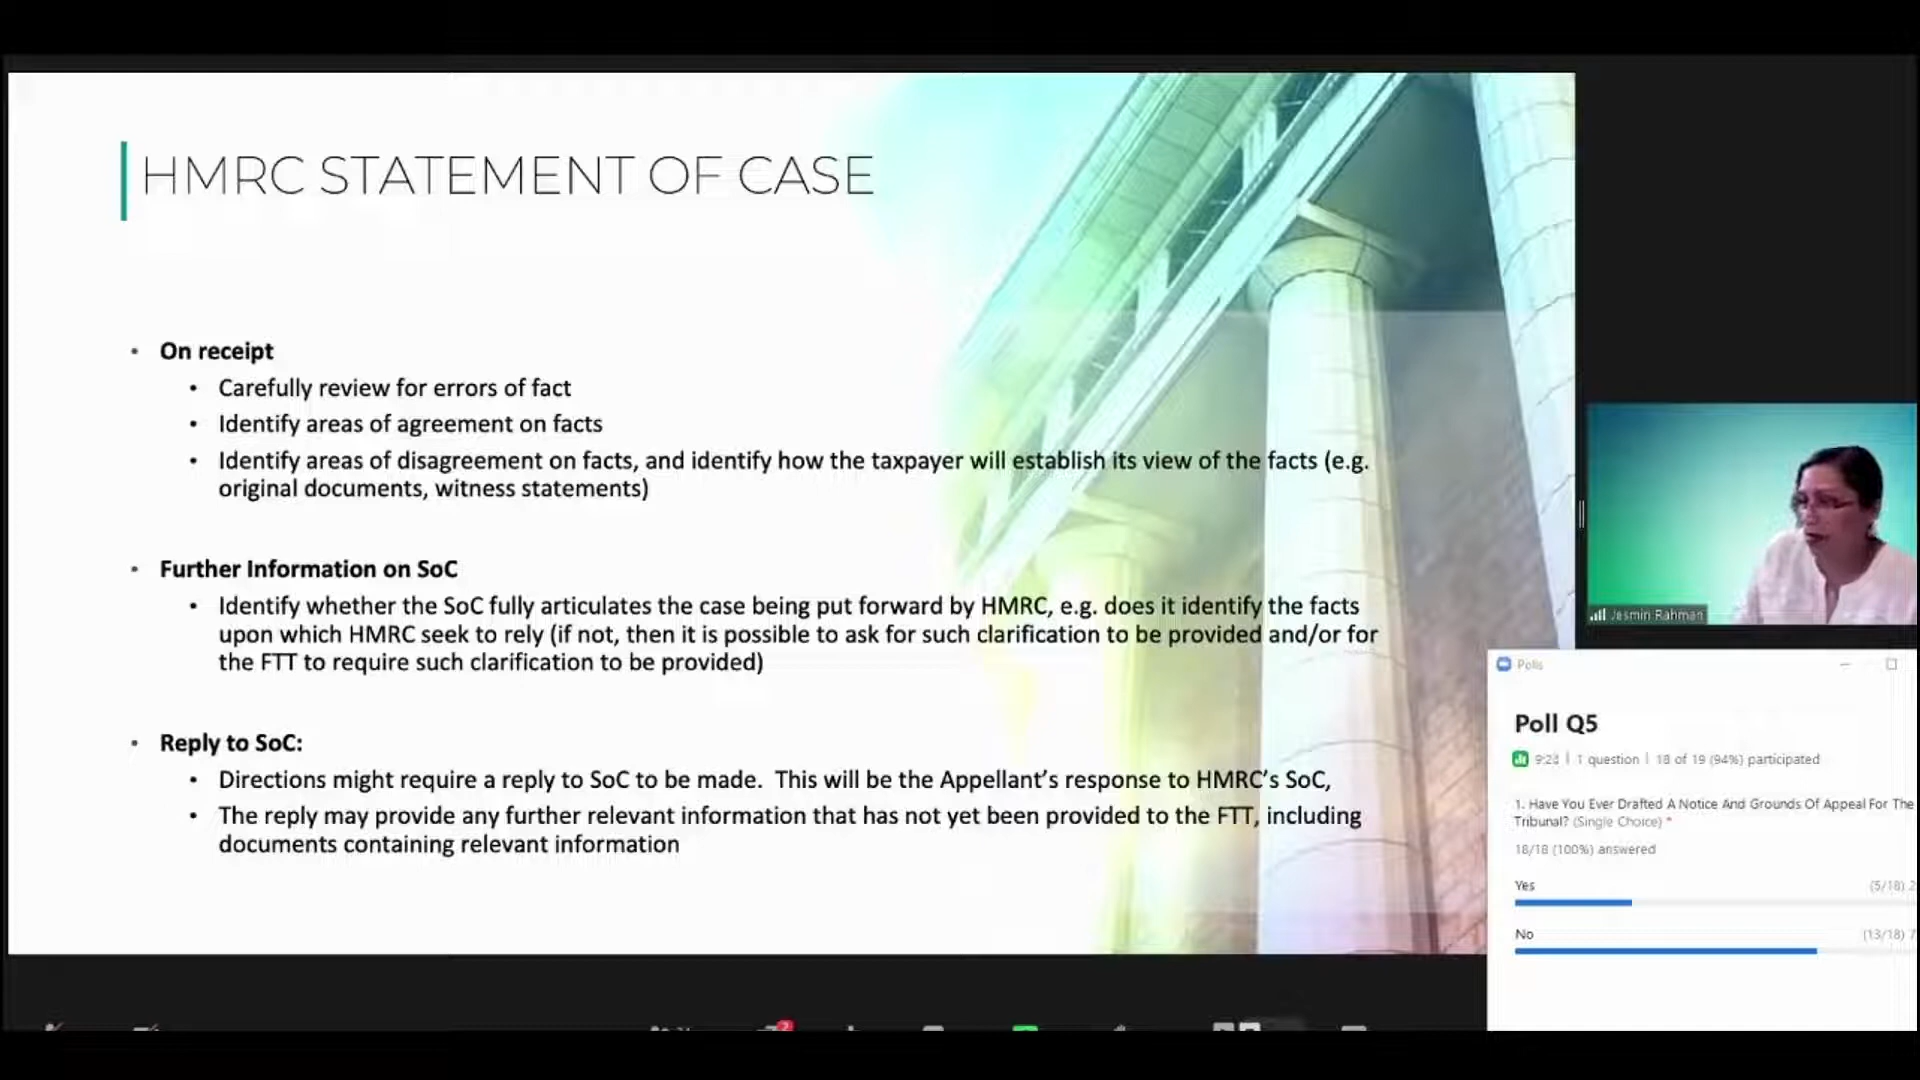 HMRC STATEMENT OF CASE
• On receipt
• Carefully review for errors of fact
• Identify areas of agreement on facts
• Identify areas of disagreement on facts, and identify how the taxpayer will establish its view of the facts (e.g.
original documents, witness statements)
• Further Information on SoC
• Identify whether the SoC fully articulates the case being put forward by HMRC, e.g. does it identify the facts
upon which HMRC seek to rely (if not, then it is possible to ask for such clarification to be provided and/or for
the FTT to require such clarification to be provided)
• Reply to SoC:
• Directions might require a reply to SoC to be made. This will be the Appellant's response to HMRC's SoC,
• The reply may provide any further relevant information that has not yet been provided to the FTT, including
documents containing relevant information
Jesmin Rahman
Polls
Poll Q5
1 question | 18 of 19 (94%) participated
1. Have You Ever Drafted A Notice And Grounds Of Appeal For The
Tribunal? (Single Choice) *
18/18 (100%) answered
Yes (5/18) 2
No (13/18) 7
2